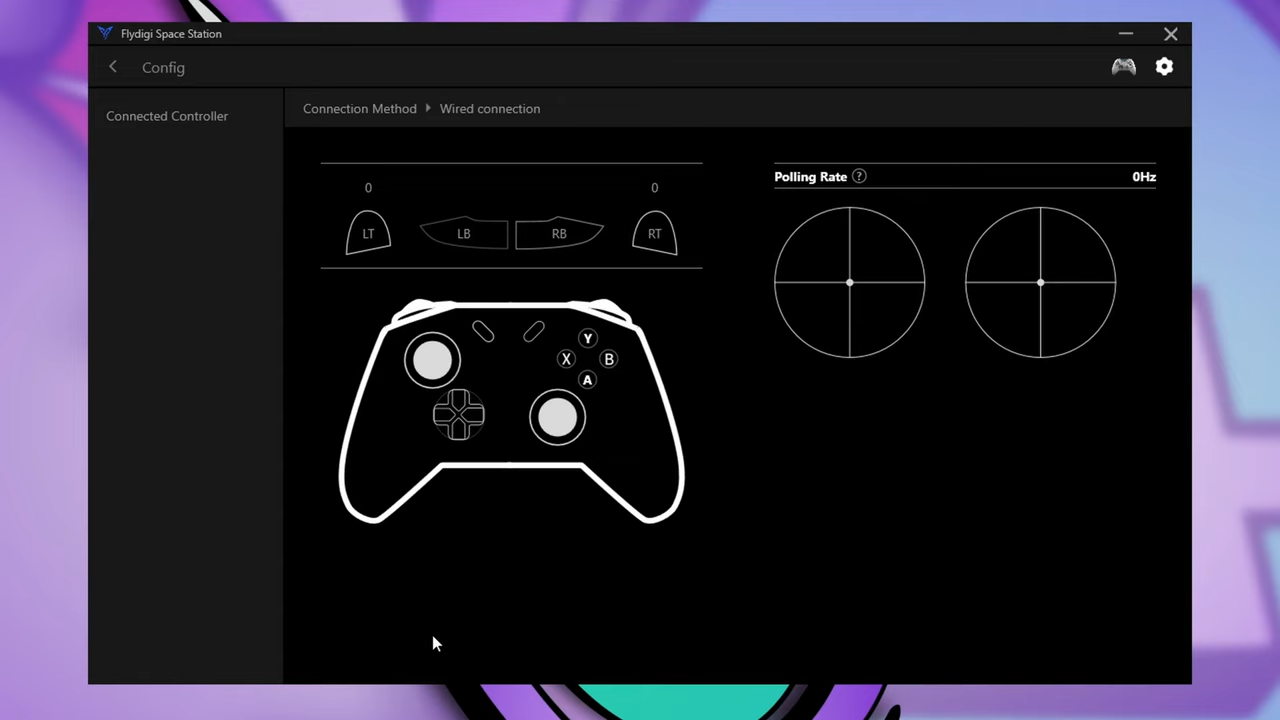 Flydigi Space Station
Config
Connected Controller
Connection Method Wired connection
0 0
LT LB RB RT
Polling Rate ? 0Hz
Y
X B
A